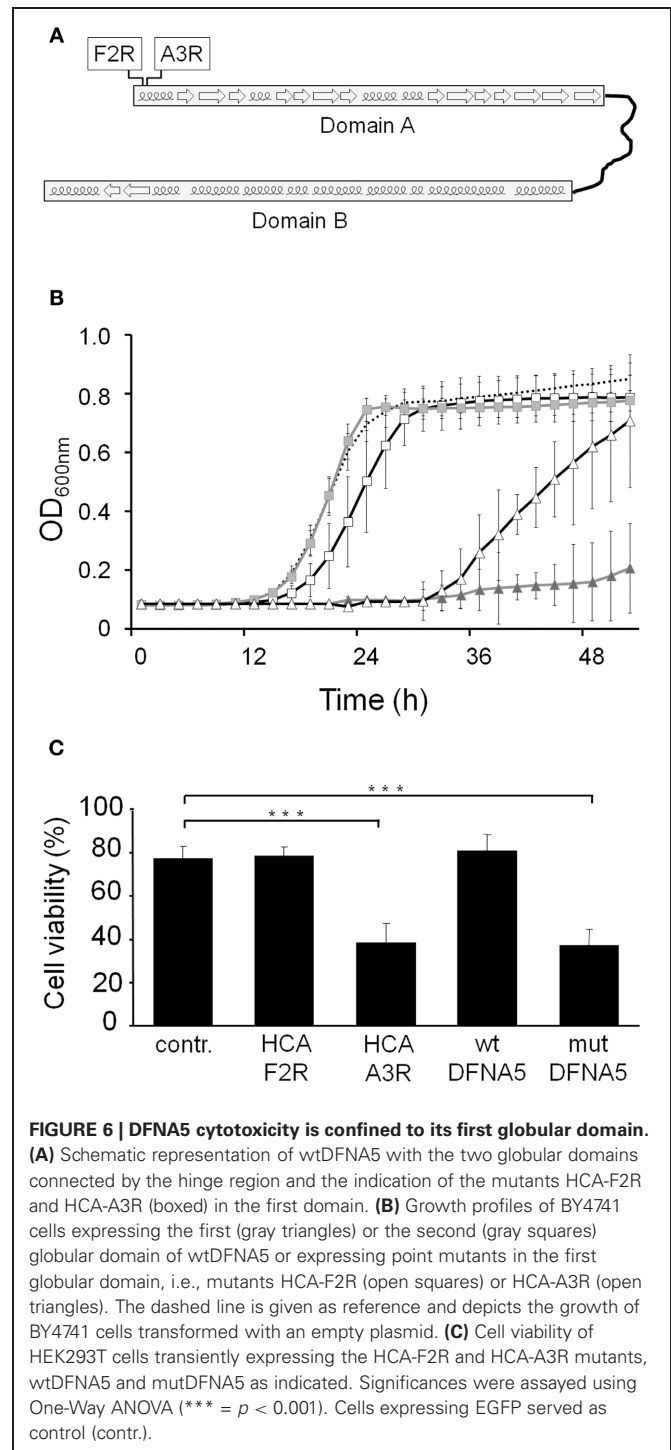 A
F2R A3R
Domain A
Domain B
B
1.0
0.8
0.6
0.4
0.2
0
OD600nm
0 12 24 36 48
Time (h)
C
*** 
***
100
80
60
40
20
0
Cell viability (%)
contr. HCA F2R HCA A3R wt DFNA5 mut DFNA5
FIGURE 6 | DFNA5 cytotoxicity is confined to its first globular domain.
(A) Schematic representation of wtDFNA5 with the two globular domains
connected by the hinge region and the indication of the mutants HCA-F2R
and HCA-A3R (boxed) in the first domain. (B) Growth profiles of BY4741
cells expressing the first (gray triangles) or the second (gray squares)
globular domain of wtDFNA5 or expressing point mutants in the first
globular domain, i.e., mutants HCA-F2R (open squares) or HCA-A3R (open
triangles). The dashed line is given as reference and depicts the growth of
BY4741 cells transformed with an empty plasmid. (C) Cell viability of
HEK293T cells transiently expressing the HCA-F2R and HCA-A3R mutants,
wtDFNA5 and mutDFNA5 as indicated. Significances were assayed using
One-Way ANOVA (*** = p < 0.001). Cells expressing EGFP served as
control (contr.).